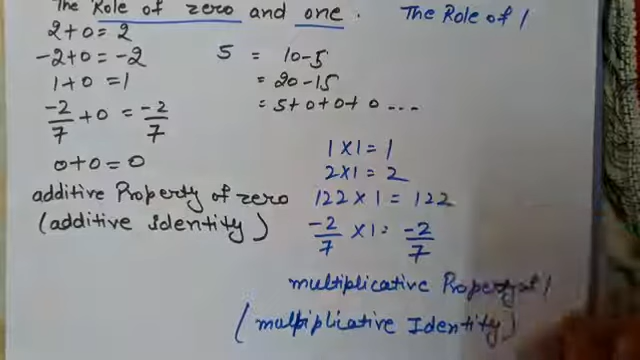 The Role of zero and one.
2+0=2
-2+0=-2
1+0=1
-2/7+0=-2/7
0+0=0
additive Property of zero
(additive Identity)
5 = 10-5
= 20-15
= 5+0+0+0...
The Role of 1
1×1=1
2×1=2
122×1=122
-2/7×1=-2/7
multiplicative Property of 1
(multiplicative Identity)